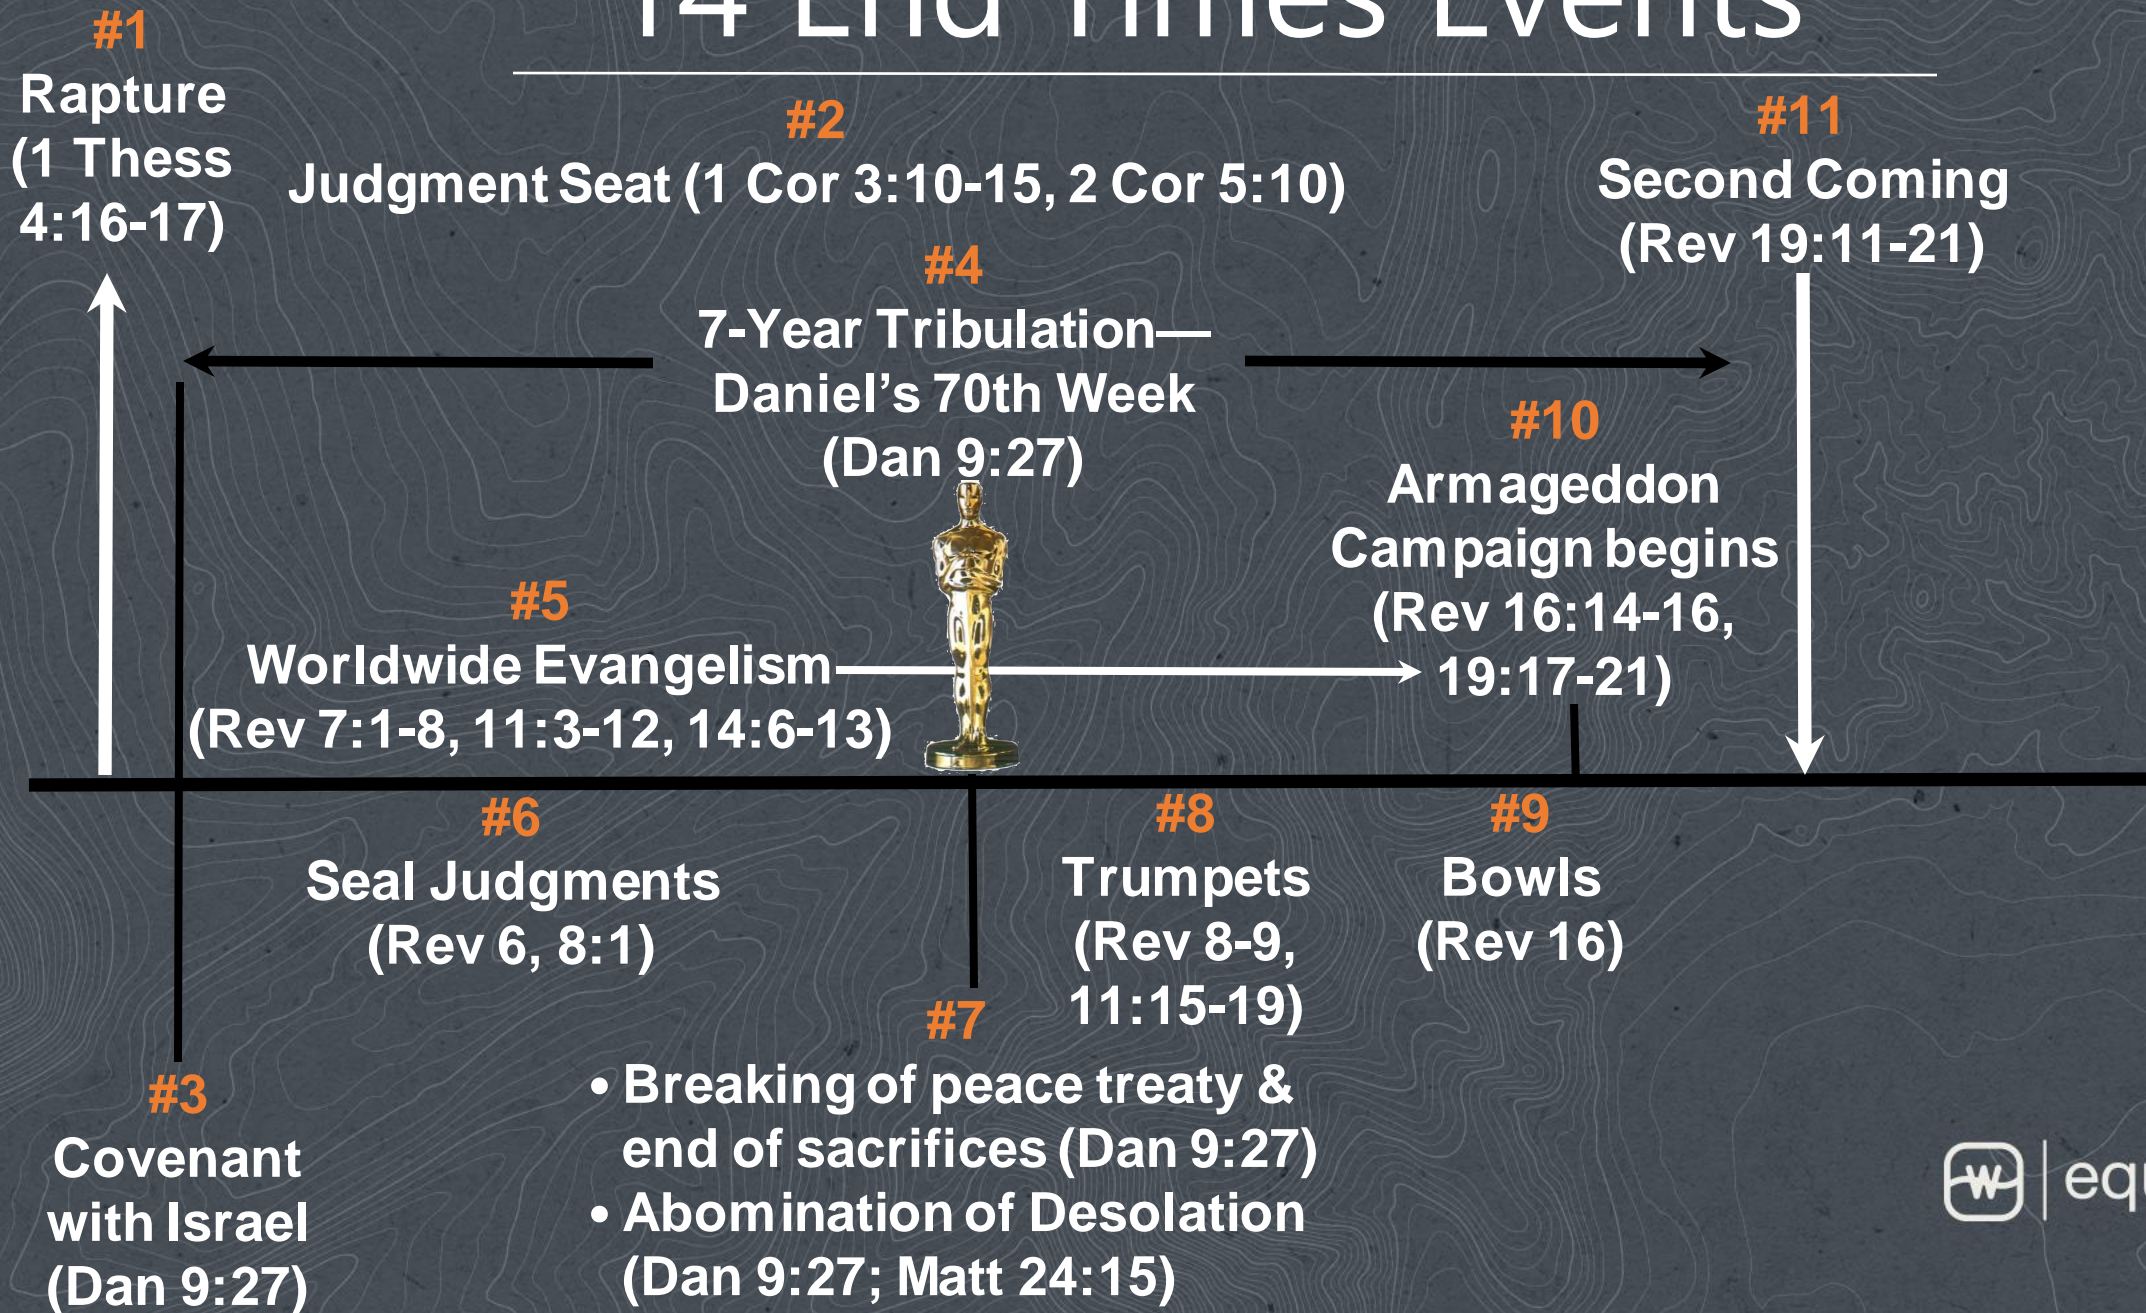 14 End Times Events
#1
Rapture
(1 Thess
4:16-17)
#2
Judgment Seat (1 Cor 3:10-15, 2 Cor 5:10)
#11
Second Coming
(Rev 19:11-21)
#4
7-Year Tribulation—
Daniel’s 70th Week
(Dan 9:27)
#10
Armageddon
Campaign begins
(Rev 16:14-16,
19:17-21)
#5
Worldwide Evangelism
(Rev 7:1-8, 11:3-12, 14:6-13)
#6
Seal Judgments
(Rev 6, 8:1)
#8
Trumpets
(Rev 8-9,
11:15-19)
#9
Bowls
(Rev 16)
#7
• Breaking of peace treaty &
end of sacrifices (Dan 9:27)
• Abomination of Desolation
(Dan 9:27; Matt 24:15)
#3
Covenant
with Israel
(Dan 9:27)
W